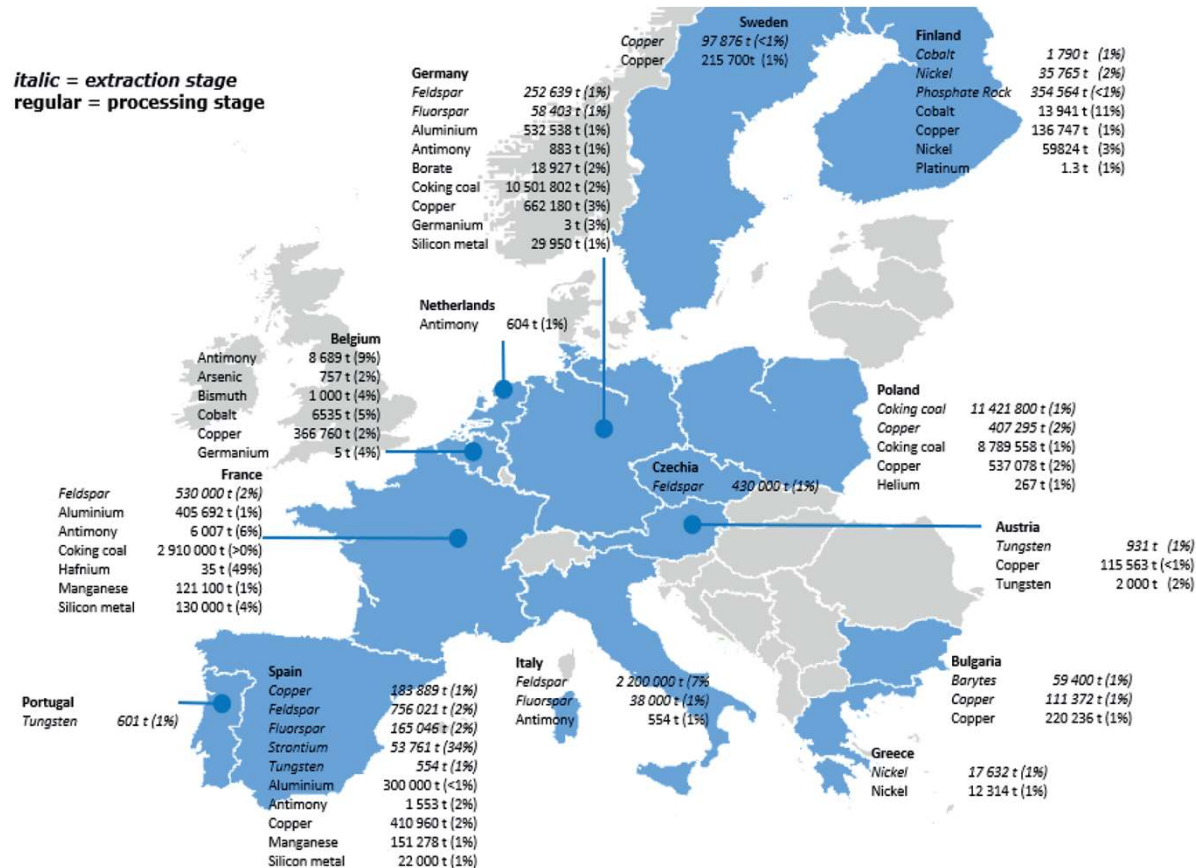 italic = extraction stage
regular = processing stage
Sweden
Copper 97 876 t (<1%)
Copper 215 700t (1%)
Finland
Cobalt 1 790 t (1%)
Nickel 35 765 t (2%)
Phosphate Rock 354 564 t (<1%)
Cobalt 13 941 t (11%)
Copper 136 747 t (1%)
Nickel 59824 t (3%)
Platinum 1.3 t (1%)
Germany
Feldspar 252 639 t (1%)
Fluorspar 58 403 t (1%)
Aluminium 532 538 t (1%)
Antimony 883 t (1%)
Borate 18 927 t (2%)
Coking coal 10 501 802 t (2%)
Copper 662 180 t (3%)
Germanium 3 t (3%)
Silicon metal 29 950 t (1%)
Netherlands
Antimony 604 t (1%)
Belgium
Antimony 8 689 t (9%)
Arsenic 757 t (2%)
Bismuth 1 000 t (4%)
Cobalt 6535 t (5%)
Copper 366 760 t (2%)
Germanium 5 t (4%)
Poland
Coking coal 11 421 800 t (1%)
Copper 407 295 t (2%)
Coking coal 8 789 558 t (1%)
Copper 537 078 t (2%)
Helium 267 t (1%)
Czechia
Feldspar 430 000 t (1%)
France
Feldspar 530 000 t (2%)
Aluminium 405 692 t (1%)
Antimony 6 007 t (6%)
Coking coal 2 910 000 t (>0%)
Hafnium 35 t (49%)
Manganese 121 100 t (1%)
Silicon metal 130 000 t (4%)
Austria
Tungsten 931 t (1%)
Copper 115 563 t (<1%)
Tungsten 2 000 t (2%)
Portugal
Tungsten 601 t (1%)
Spain
Copper 183 889 t (1%)
Feldspar 756 021 t (2%)
Fluorspar 165 046 t (2%)
Strontium 53 761 t (34%)
Tungsten 554 t (1%)
Aluminium 300 000 t (<1%)
Antimony 1 553 t (2%)
Copper 410 960 t (2%)
Manganese 151 278 t (1%)
Silicon metal 22 000 t (1%)
Italy
Feldspar 2 200 000 t (7%
Fluorspar 38 000 t (1%)
Antimony 554 t (1%)
Bulgaria
Barytes 59 400 t (1%)
Copper 111 372 t (1%)
Copper 220 236 t (1%)
Greece
Nickel 17 632 t (1%)
Nickel 12 314 t (1%)